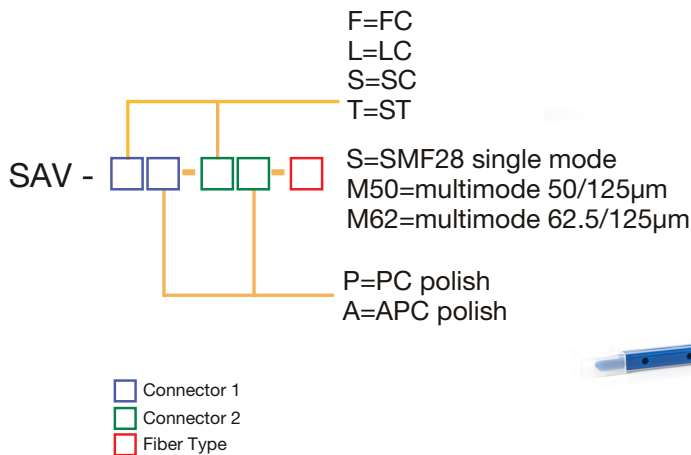 F=FC
L=LC
S=SC
T=ST
SAV -
S=SMF28 single mode
M50=multimode 50/125µm
M62=multimode 62.5/125µm
P=PC polish
A=APC polish
Connector 1
Connector 2
Fiber Type